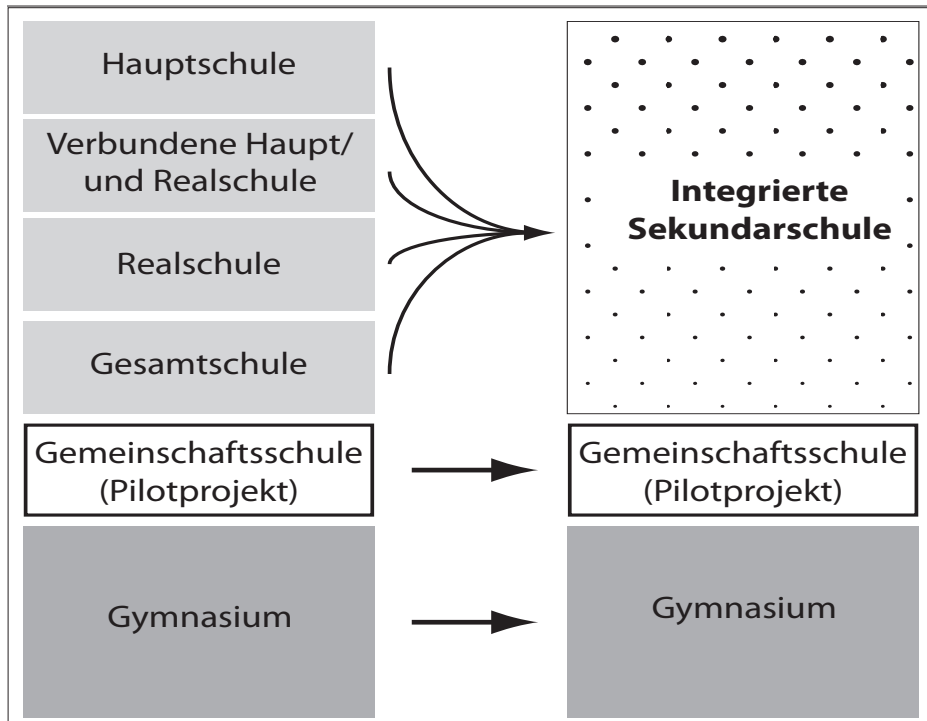 Hauptschule
Verbundene Haupt/
und Realschule
Realschule
Gesamtschule
Gemeinschaftsschule
(Pilotprojekt)
Gymnasium
Integrierte
Sekundarschule
Gemeinschaftsschule
(Pilotprojekt)
Gymnasium